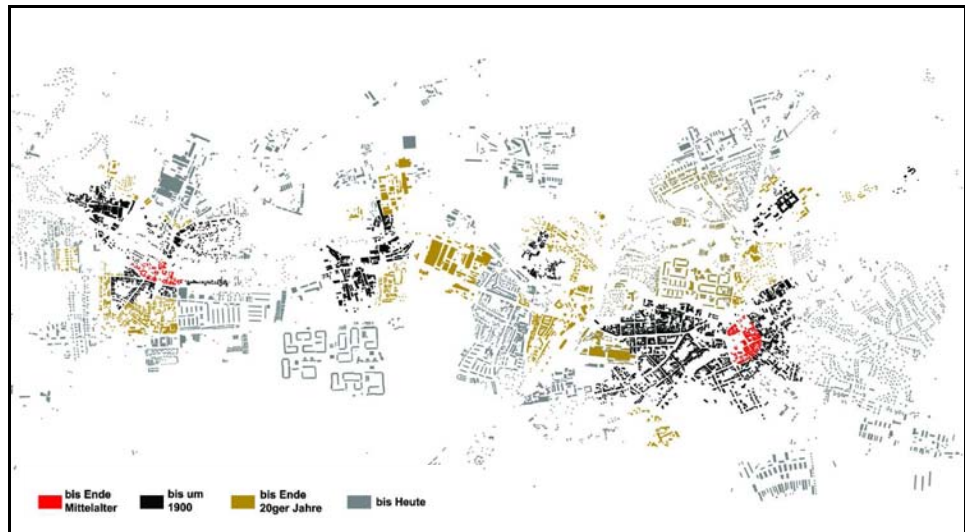 bis Ende
Mittelalter
bis um
1900
bis Ende
20ger Jahre
bis Heute